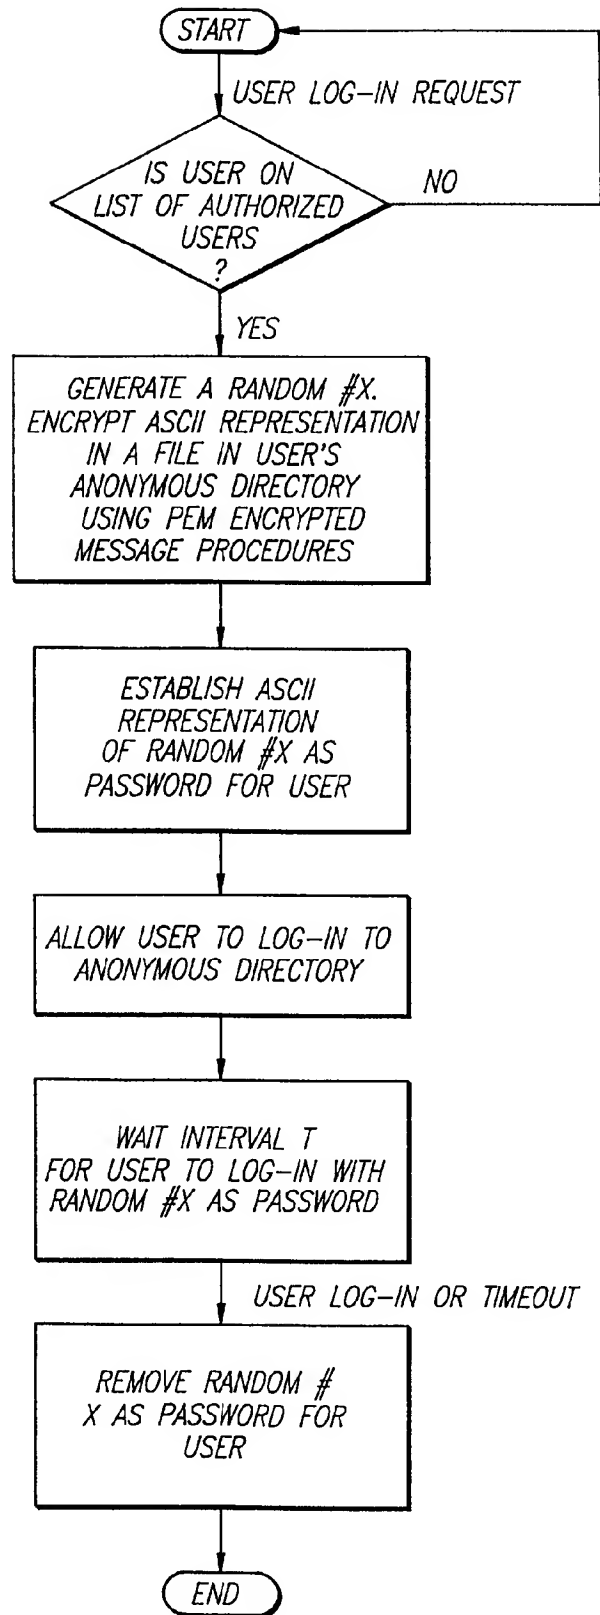 START
USER LOG-IN REQUEST
IS USER ON
LIST OF AUTHORIZED
USERS
?
NO
YES
GENERATE A RANDOM #X.
ENCRYPT ASCII REPRESENTATION
IN A FILE IN USER'S
ANONYMOUS DIRECTORY
USING PEM ENCRYPTED
MESSAGE PROCEDURES
ESTABLISH ASCII
REPRESENTATION
OF RANDOM #X AS
PASSWORD FOR USER
ALLOW USER TO LOG-IN TO
ANONYMOUS DIRECTORY
WAIT INTERVAL T
FOR USER TO LOG-IN WITH
RANDOM #X AS PASSWORD
USER LOG-IN OR TIMEOUT
REMOVE RANDOM #
X AS PASSWORD FOR
USER
END